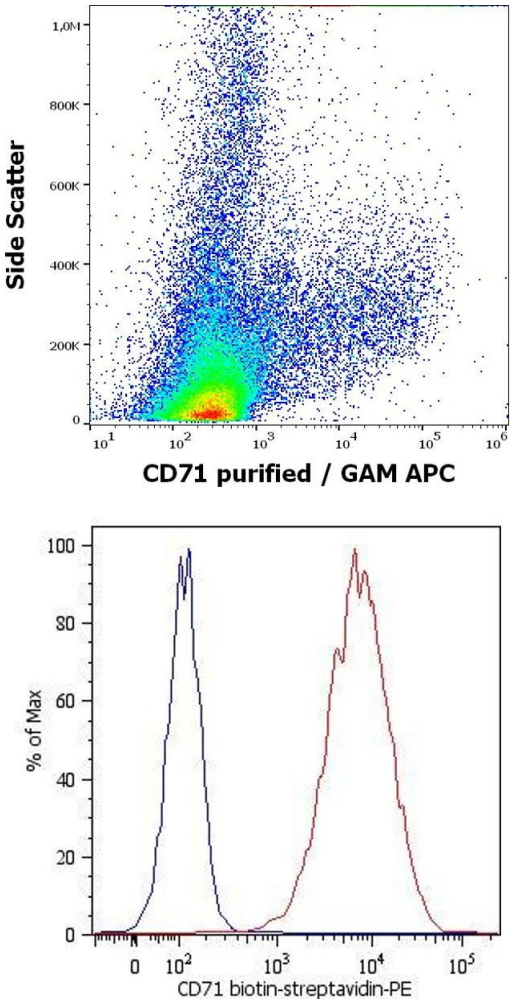 Side Scatter
1,0M
800K
600K
400K
200K
0
10¹ 10² 10³ 10⁴ 10⁵ 10⁶
CD71 purified / GAM APC
% of Max
100
80
60
40
20
0
0 10² 10³ 10⁴ 10⁵
CD71 biotin-streptavidin-PE